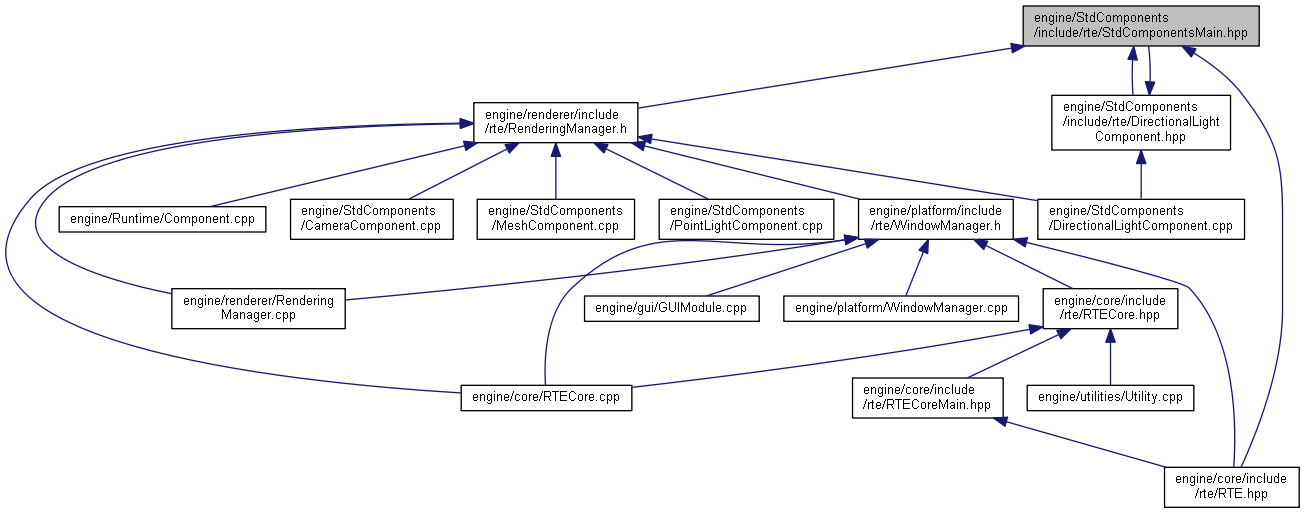 engine/StdComponents
/include/rte/StdComponentsMain.hpp
engine/StdComponents
/include/rte/DirectionalLight
Component.hpp
engine/renderer/include
/rte/RenderingManager.h
engine/Runtime/Component.cpp
engine/StdComponents
/CameraComponent.cpp
engine/StdComponents
/MeshComponent.cpp
engine/StdComponents
/PointLightComponent.cpp
engine/platform/include
/rte/WindowManager.h
engine/StdComponents
/DirectionalLightComponent.cpp
engine/renderer/Rendering
Manager.cpp
engine/gui/GUIModule.cpp
engine/platform/WindowManager.cpp
engine/core/include
/rte/RTECore.hpp
engine/core/RTECore.cpp
engine/core/include
/rte/RTECoreMain.hpp
engine/utilities/Utility.cpp
engine/core/include
/rte/RTE.hpp